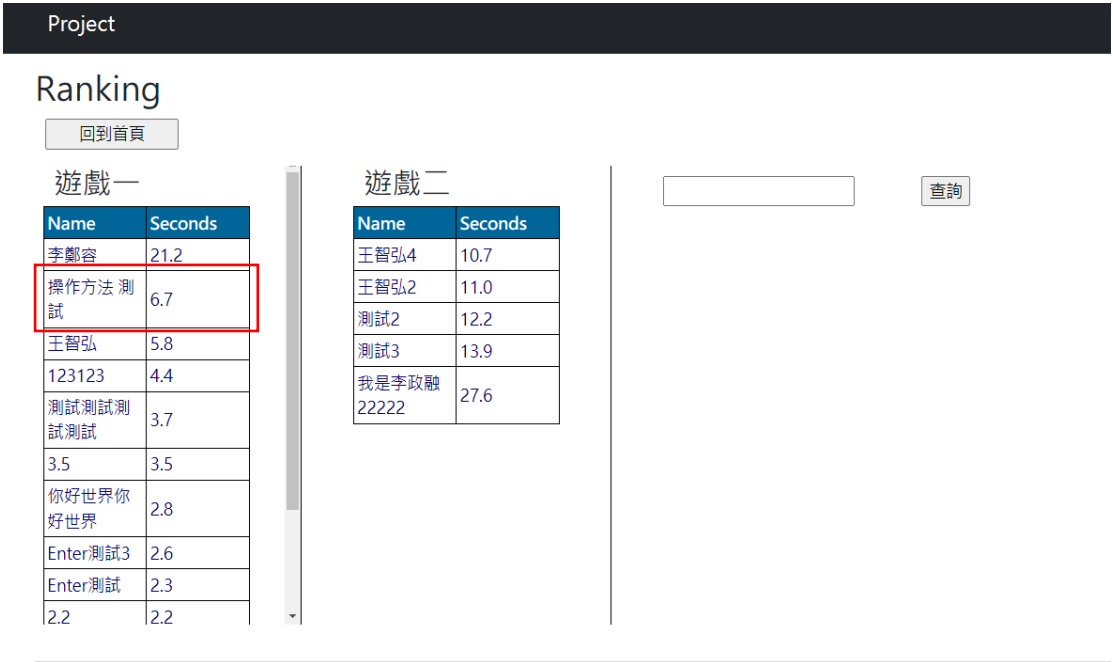 Project
Ranking
回到首頁
遊戲一
Name Seconds
李鄭容 21.2
操作方法 測
試 6.7
王智弘 5.8
123123 4.4
測試測試測
試測試 3.7
3.5 3.5
你好世界你
好世界 2.8
Enter測試3 2.6
Enter測試 2.3
2.2 2.2
遊戲二
Name Seconds
王智弘4 10.7
王智弘2 11.0
測試2 12.2
測試3 13.9
我是李政融
22222 27.6
查詢